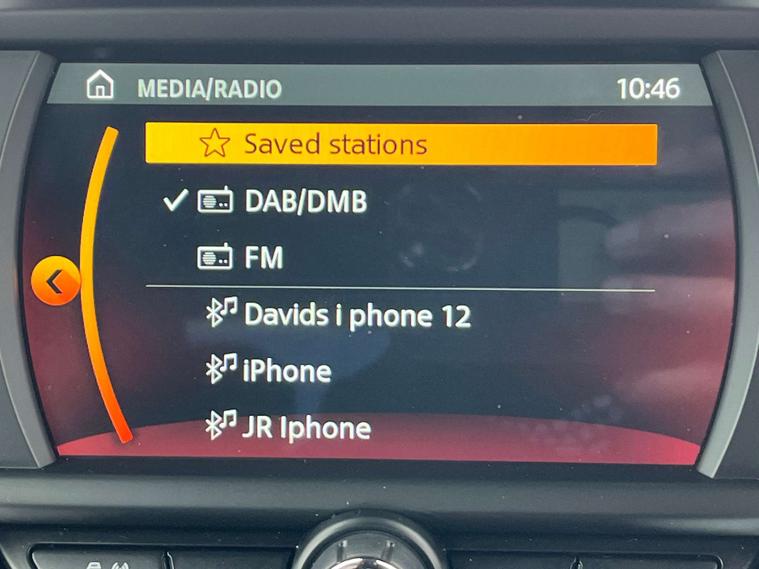 MEDIA/RADIO 10:46
Saved stations
DAB/DMB
FM
Davids i phone 12
iPhone
JR Iphone